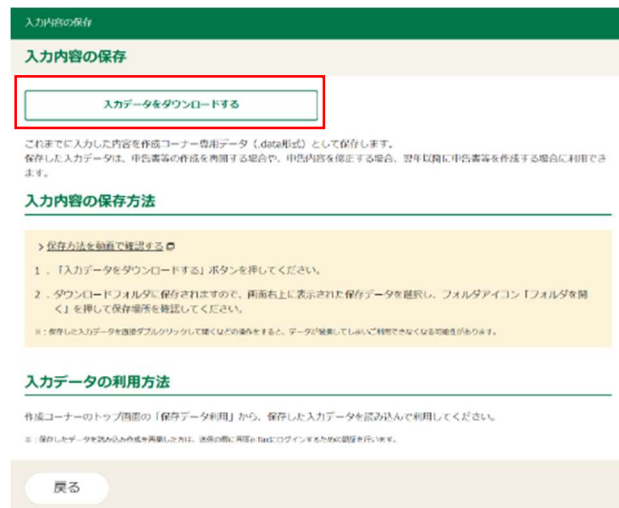 入力内容の保存
入力内容の保存
入力データをダウンロードする
これまでに入力した内容を作成コーナー専用データ（.data形式）として保存します。
保存した入力データは、申告書等の作成を再開する場合や、申告内容を修正する場合、翌年以降に申告書等を作成する場合に利用でき
ます。
入力内容の保存方法
> 保存方法を動画で確認する
1．「入力データをダウンロードする」ボタンを押してください。
2．ダウンロードフォルダに保存されますので、画面右上に表示された保存データを選択し、フォルダアイコン「フォルダを開
く」を押して保存場所を確認してください。
※：保存した入力データを直接ダブルクリックして開くなどの操作をすると、データが破損してしまいご利用できなくなる可能性があります。
入力データの利用方法
作成コーナーのトップ画面の「保存データ利用」から、保存した入力データを読み込んで利用してください。
※：保存したデータを読み込み作成を再開した方は、送信の際に再度e-Taxにログインするための認証を行います。
戻る